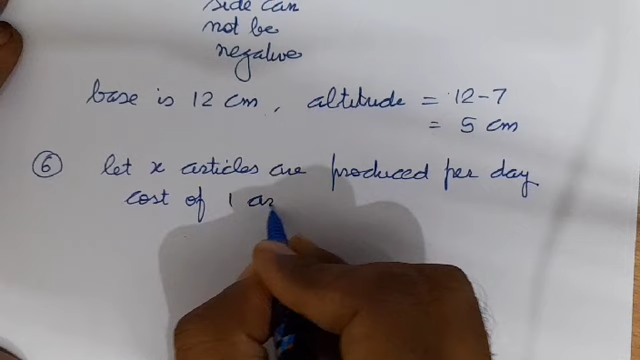 side can
not be
negative
base is 12 cm, altitude = 12-7
= 5 cm
⑥ let x articles are produced per day
cost of 1 ar